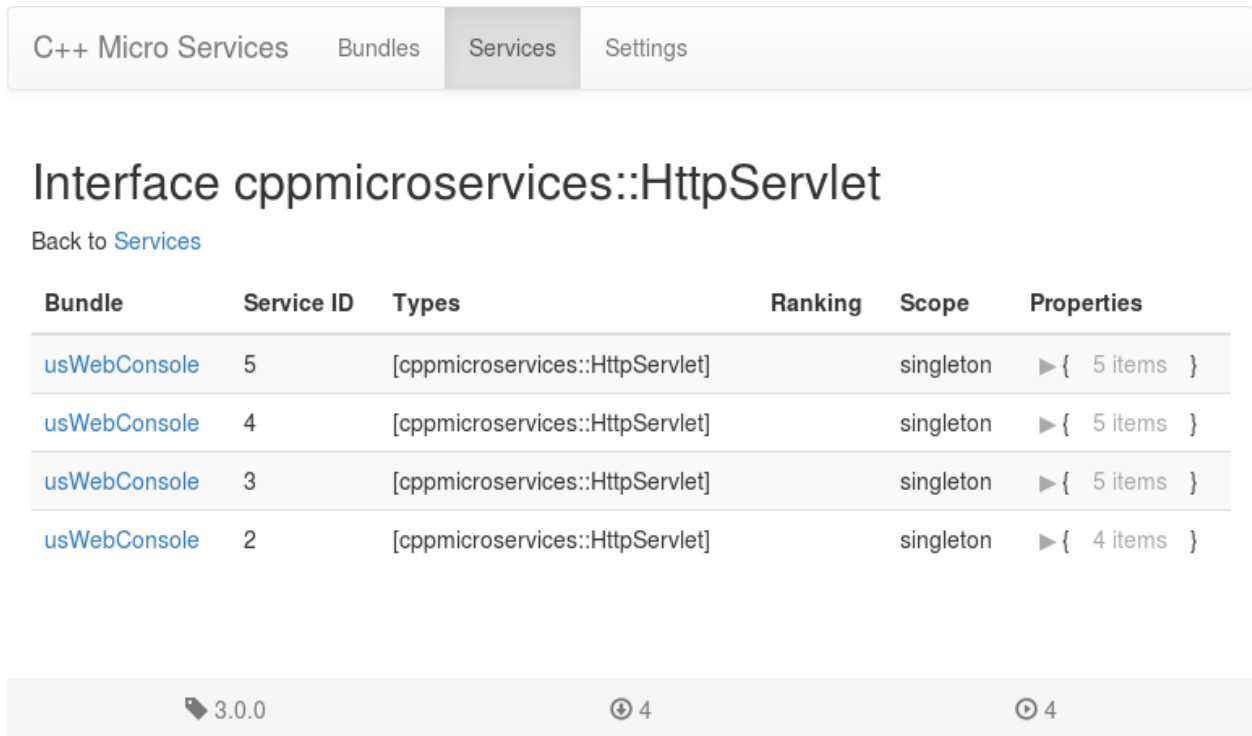 C++ Micro Services Bundles Services Settings
Interface cppmicroservices::HttpServlet
Back to Services
Bundle Service ID Types Ranking Scope Properties
usWebConsole 5 [cppmicroservices::HttpServlet] singleton ▶ { 5 items }
usWebConsole 4 [cppmicroservices::HttpServlet] singleton ▶ { 5 items }
usWebConsole 3 [cppmicroservices::HttpServlet] singleton ▶ { 5 items }
usWebConsole 2 [cppmicroservices::HttpServlet] singleton ▶ { 4 items }
3.0.0 4 4